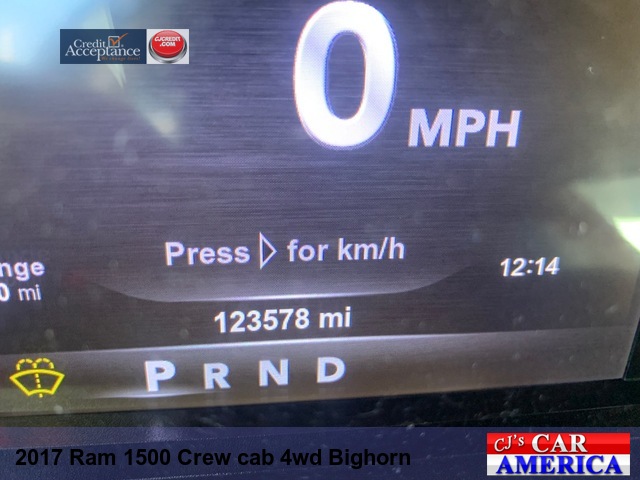 Credit
Acceptance
CJCREDIT
.COM
0 MPH
Press for km/h
nge
0 mi
12:14
123578 mi
P R N D
2017 Ram 1500 Crew cab 4wd Bighorn
CJ's CAR
AMERICA